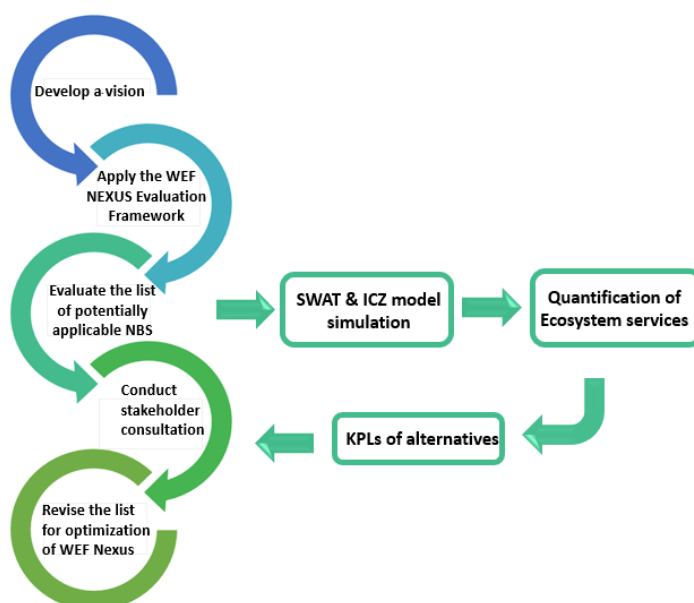 Develop a vision
Apply the WEF
NEXUS Evaluation
Framework
Evaluate the list
of potentially
applicable NBS
SWAT & ICZ model
simulation
Quantification of
Ecosystem services
Conduct
stakeholder
consultation
KPLs of alternatives
Revise the list
for optimization
of WEF Nexus